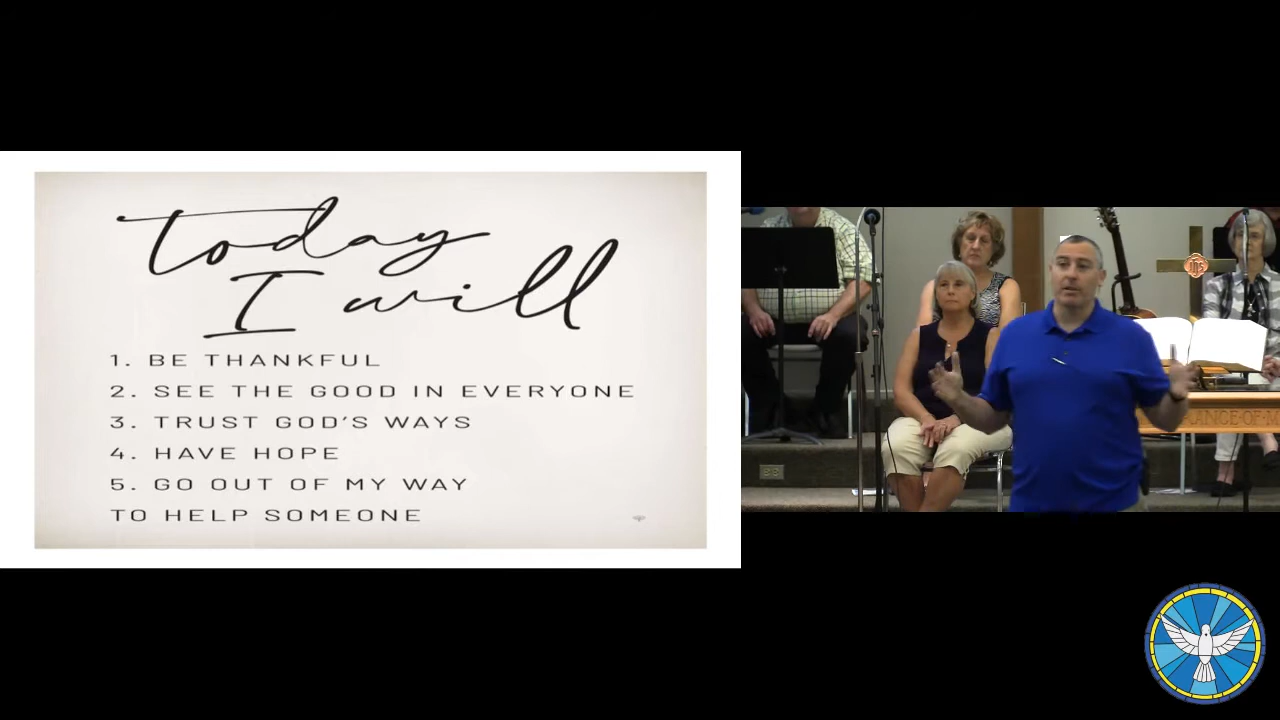 today
I will
1. BE THANKFUL
2. SEE THE GOOD IN EVERYONE
3. TRUST GOD'S WAYS
4. HAVE HOPE
5. GO OUT OF MY WAY
TO HELP SOMEONE
IHS